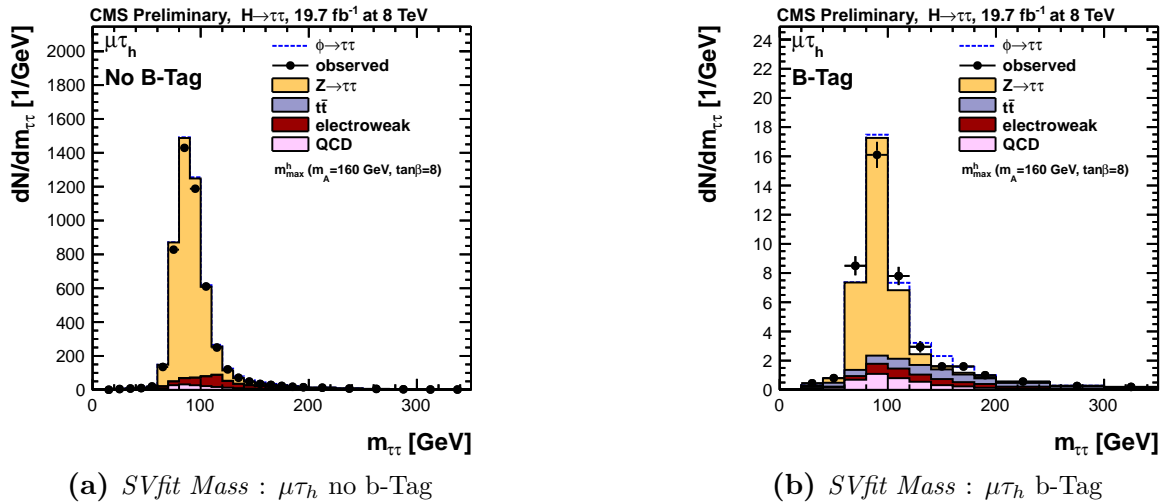 CMS Preliminary, H→ττ, 19.7 fb⁻¹ at 8 TeV
dN/dm_ττ [1/GeV]
2000
1800
1600
1400
1200
1000
800
600
400
200
0
μτ_h
No B-Tag
ϕ→ττ
observed
Z→ττ
tt̄
electroweak
QCD
m^h_max (m_A=160 GeV, tanβ=8)
0 100 200 300
m_ττ [GeV]
(a) SVfit Mass : μτ_h no b-Tag
CMS Preliminary, H→ττ, 19.7 fb⁻¹ at 8 TeV
dN/dm_ττ [1/GeV]
24
22
20
18
16
14
12
10
8
6
4
2
0
μτ_h
B-Tag
ϕ→ττ
observed
Z→ττ
tt̄
electroweak
QCD
m^h_max (m_A=160 GeV, tanβ=8)
0 100 200 300
m_ττ [GeV]
(b) SVfit Mass : μτ_h b-Tag